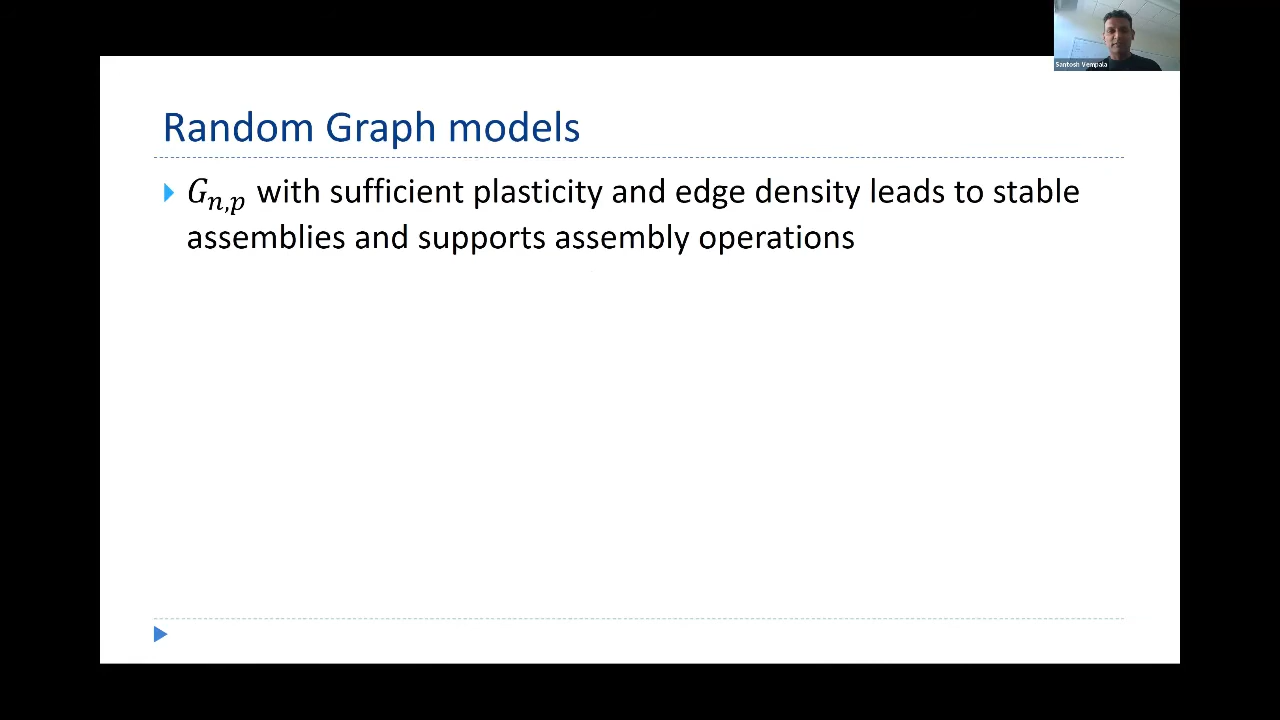 Santosh Vempala
Random Graph models
G_{n,p} with sufficient plasticity and edge density leads to stable
assemblies and supports assembly operations